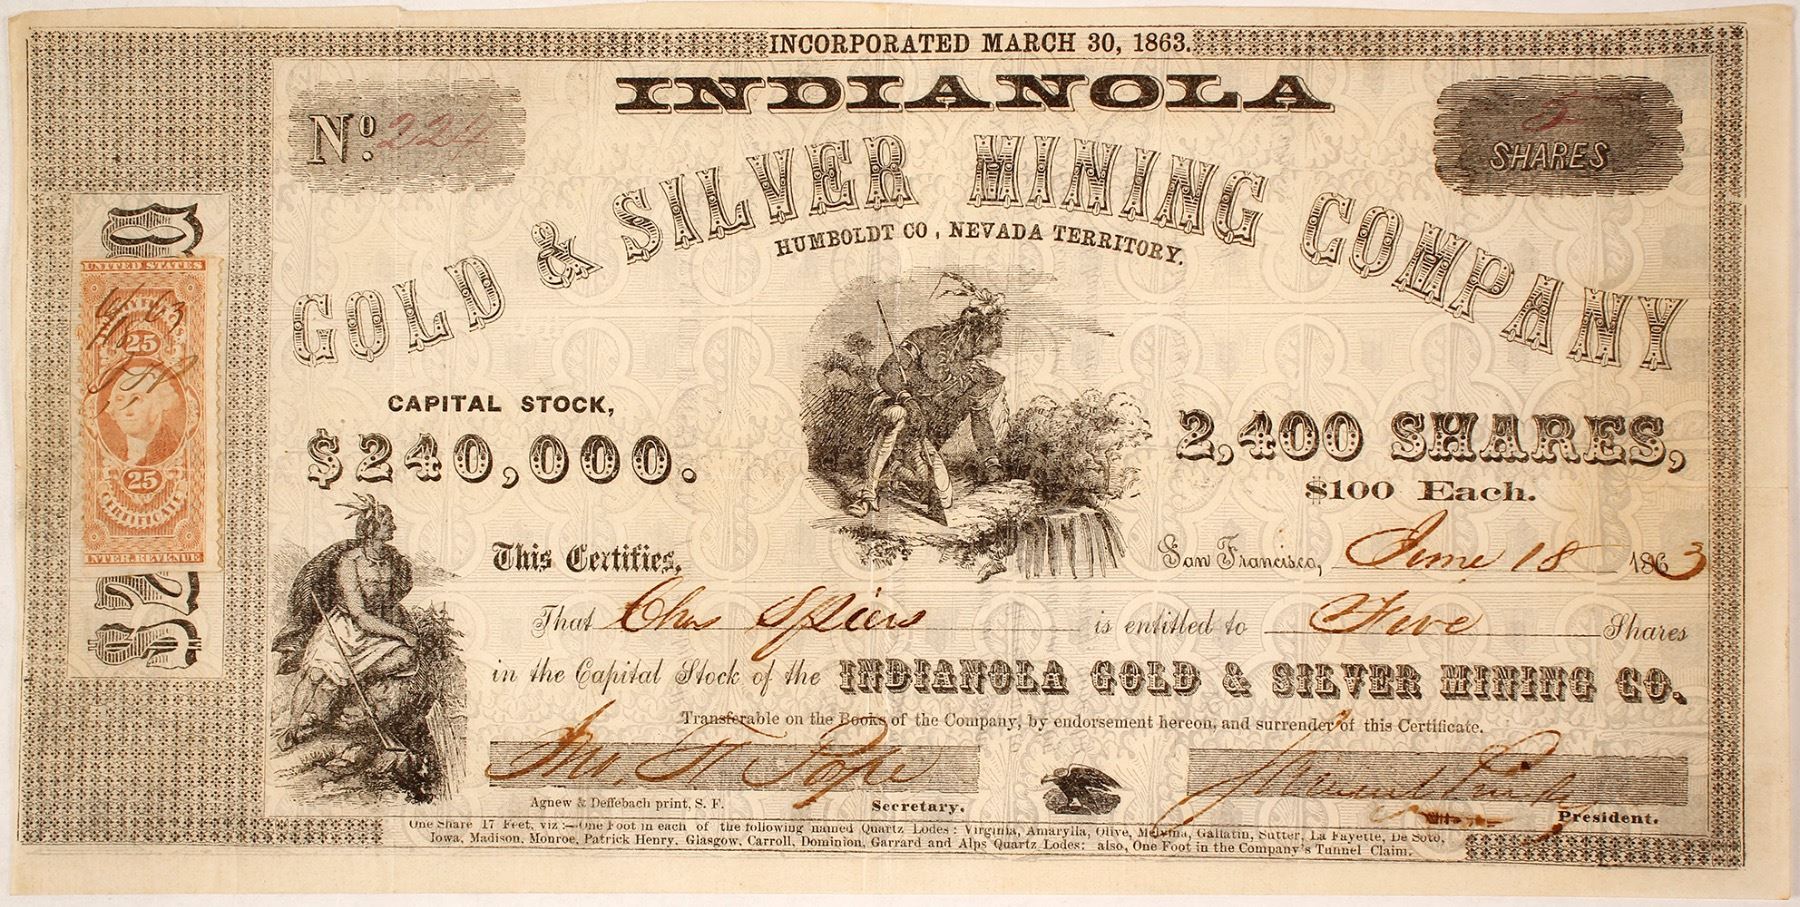 INCORPORATED MARCH 30, 1863.
INDIANOLA
Nº. 224
5
SHARES
GOLD & SILVER MINING COMPANY
HUMBOLDT CO, NEVADA TERRITORY.
$240,000
UNITED STATES
25
25 25
CERTIFICATE
INTER. REVENUE
CAPITAL STOCK,
$240,000.
2,400 SHARES,
$100 Each.
This Certifies,
San Francisco, June 18 1863
That Chas Spiers is entitled to Five Shares
in the Capital Stock of the INDIANOLA GOLD & SILVER MINING CO.
Transferable on the Books of the Company, by endorsement hereon, and surrender of this Certificate.
Jno. H Pope
Agnew & Deffebach print, S. F.
Secretary.
President.
One Share 17 Feet, viz:—One Foot in each of the following named Quartz Lodes: Virginia, Amarylla, Olive, Melvina, Gallatin, Sutter, La Fayette, De Soto,
Iowa, Madison, Monroe, Patrick Henry, Glasgow, Carroll, Dominion, Garrard and Alps Quartz Lodes: also, One Foot in the Company's Tunnel Claim.